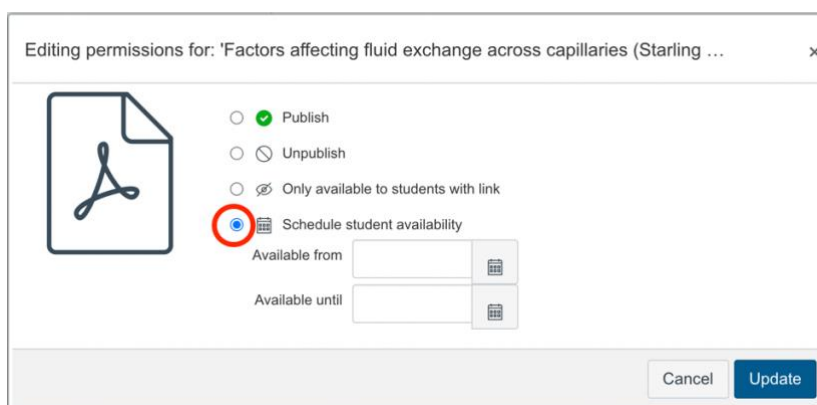 Editing permissions for: 'Factors affecting fluid exchange across capillaries (Starling …
Publish
Unpublish
Only available to students with link
Schedule student availability
Available from
Available until
Cancel
Update